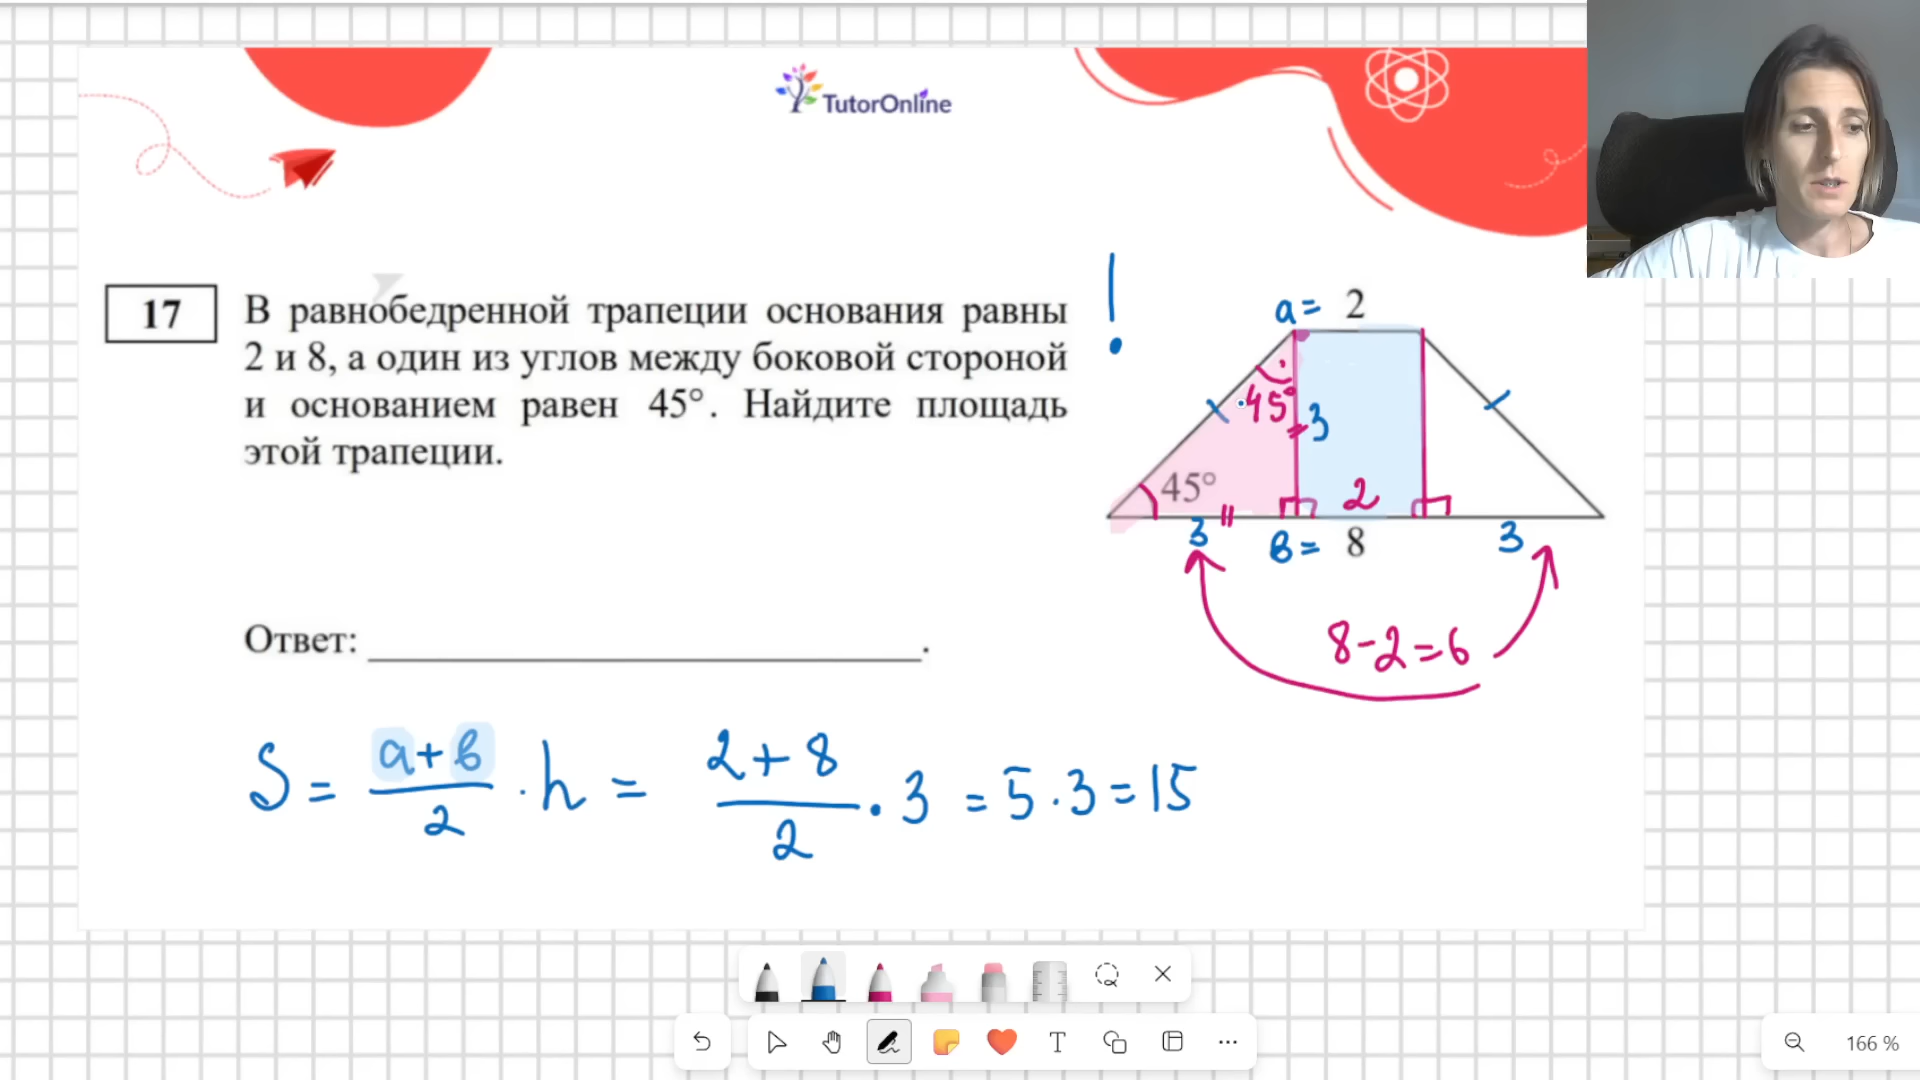 TutorOnline
17
В равнобедренной трапеции основания равны
2 и 8, а один из углов между боковой стороной
и основанием равен 45°. Найдите площадь
этой трапеции.
!
a = 2
45°
3
45°
2
3
в = 8
3
8-2=6
Ответ: ____________.
S = a+в/2 · h = 2+8/2 · 3 = 5·3=15
T
166 %